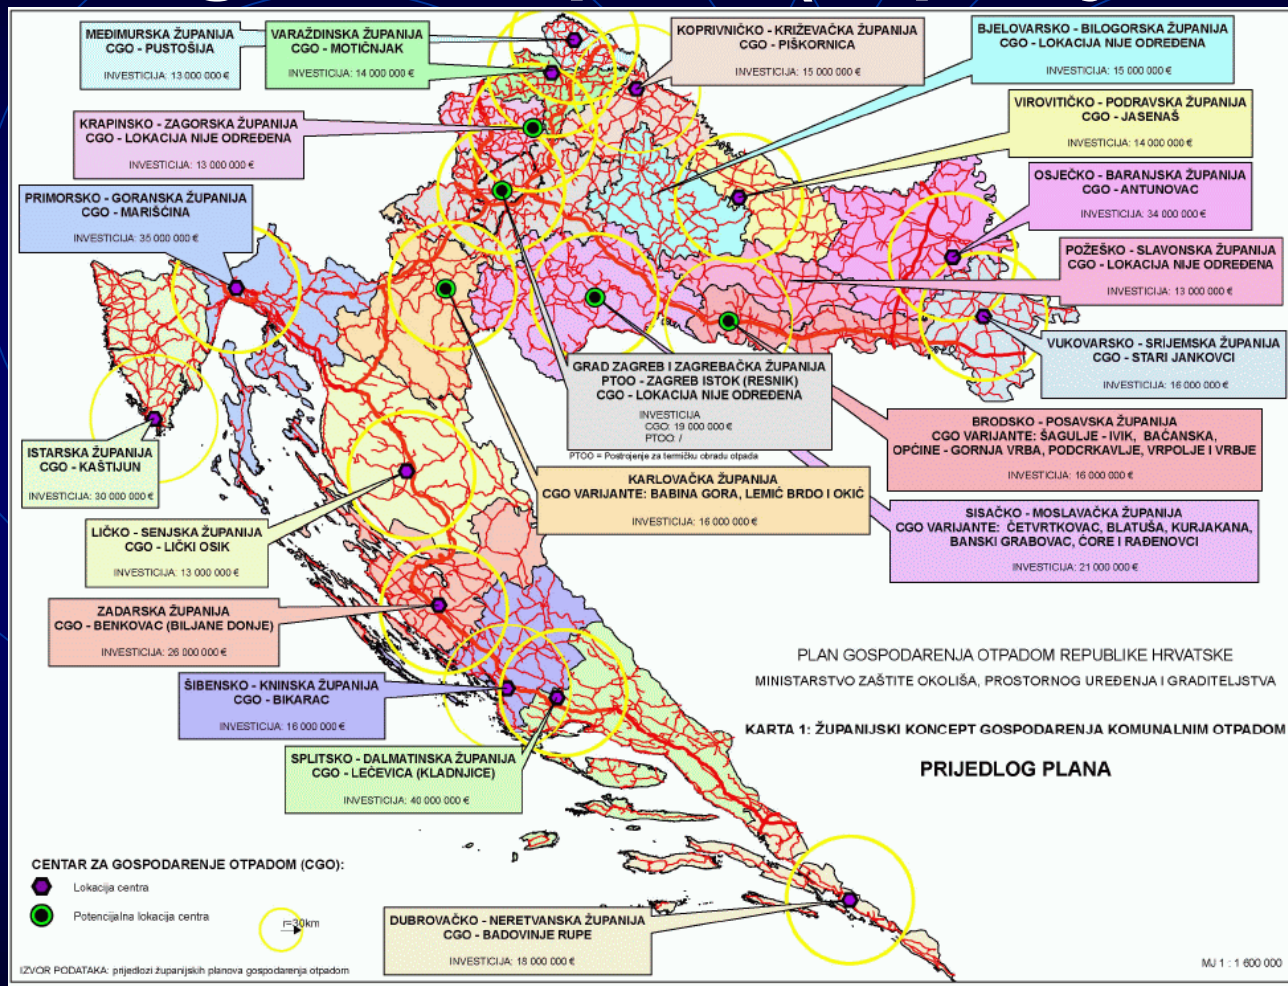 MEĐIMURSKA ŽUPANIJA
CGO - PUSTOŠIJA
INVESTICIJA: 13 000 000 €
VARAŽDINSKA ŽUPANIJA
CGO - MOTIČNJAK
INVESTICIJA: 14 000 000 €
KOPRIVNIČKO - KRIŽEVAČKA ŽUPANIJA
CGO - PIŠKORNICA
INVESTICIJA: 15 000 000 €
BJELOVARSKO - BILOGORSKA ŽUPANIJA
CGO - LOKACIJA NIJE ODREĐENA
INVESTICIJA: 15 000 000 €
KRAPINSKO - ZAGORSKA ŽUPANIJA
CGO - LOKACIJA NIJE ODREĐENA
INVESTICIJA: 13 000 000 €
VIROVITIČKO - PODRAVSKA ŽUPANIJA
CGO - JASENAŠ
INVESTICIJA: 14 000 000 €
PRIMORSKO - GORANSKA ŽUPANIJA
CGO - MARIŠĆINA
INVESTICIJA: 35 000 000 €
OSJEČKO - BARANJSKA ŽUPANIJA
CGO - ANTUNOVAC
INVESTICIJA: 34 000 000 €
POŽEŠKO - SLAVONSKA ŽUPANIJA
CGO - LOKACIJA NIJE ODREĐENA
INVESTICIJA: 13 000 000 €
VUKOVARSKO - SRIJEMSKA ŽUPANIJA
CGO - STARI JANKOVCI
INVESTICIJA: 16 000 000 €
GRAD ZAGREB I ZAGREBAČKA ŽUPANIJA
PTOO - ZAGREB ISTOK (RESNIK)
CGO - LOKACIJA NIJE ODREĐENA
INVESTICIJA
CGO: 19 000 000 €
PTOO: /
PTOO = Postrojenje za termičku obradu otpada
BRODSKO - POSAVSKA ŽUPANIJA
CGO VARIJANTE: ŠAGULJE - IVIK, BAČANSKA,
OPĆINE - GORNJA VRBA, PODCRKAVLJE, VRPOLJE I VRBJE
INVESTICIJA: 16 000 000 €
ISTARSKA ŽUPANIJA
CGO - KAŠTIJUN
INVESTICIJA: 30 000 000 €
KARLOVAČKA ŽUPANIJA
CGO VARIJANTE: BABINA GORA, LEMIĆ BRDO I OKIĆ
INVESTICIJA: 16 000 000 €
SISAČKO - MOSLAVAČKA ŽUPANIJA
CGO VARIJANTE: ČETVRTKOVAC, BLATUŠA, KURJAKANA,
BANSKI GRABOVAC, ĆORE I RAĐENOVCI
INVESTICIJA: 21 000 000 €
LIČKO - SENJSKA ŽUPANIJA
CGO - LIČKI OSIK
INVESTICIJA: 13 000 000 €
ZADARSKA ŽUPANIJA
CGO - BENKOVAC (BILJANE DONJE)
INVESTICIJA: 26 000 000 €
ŠIBENSKO - KNINSKA ŽUPANIJA
CGO - BIKARAC
INVESTICIJA: 16 000 000 €
SPLITSKO - DALMATINSKA ŽUPANIJA
CGO - LEĆEVICA (KLADNJICE)
INVESTICIJA: 40 000 000 €
PLAN GOSPODARENJA OTPADOM REPUBLIKE HRVATSKE
MINISTARSTVO ZAŠTITE OKOLIŠA, PROSTORNOG UREĐENJA I GRADITELJSTVA
KARTA 1: ŽUPANIJSKI KONCEPT GOSPODARENJA KOMUNALNIM OTPADOM
PRIJEDLOG PLANA
CENTAR ZA GOSPODARENJE OTPADOM (CGO):
Lokacija centra
Potencijalna lokacija centra
r=30km
DUBROVAČKO - NERETVANSKA ŽUPANIJA
CGO - BADOVINJE RUPE
INVESTICIJA: 18 000 000 €
IZVOR PODATAKA: prijedlozi županijskih planova gospodarenja otpadom
MJ 1 : 1 600 000